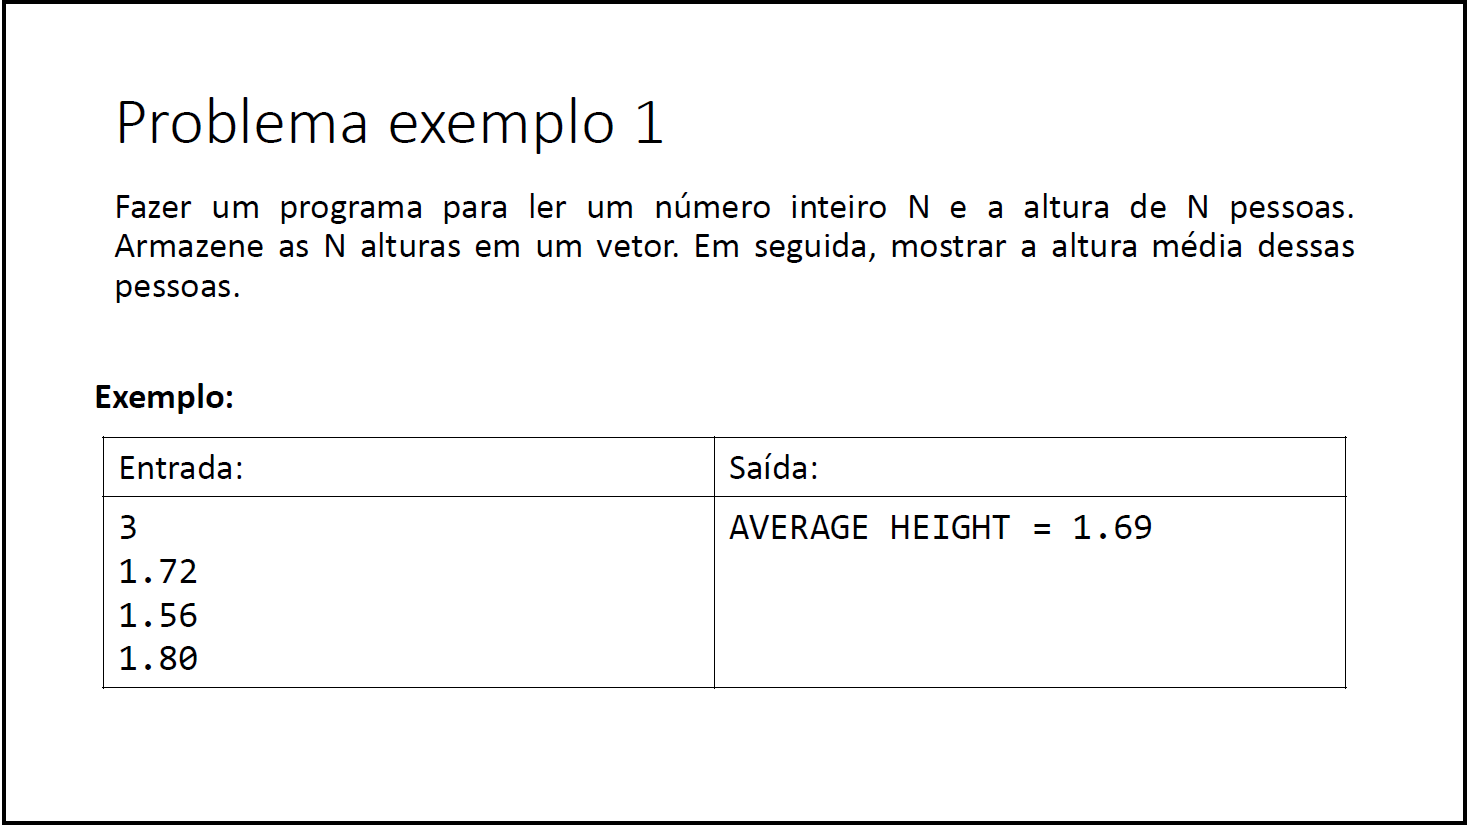 Problema exemplo 1
Fazer um programa para ler um número inteiro N e a altura de N pessoas.
Armazene as N alturas em um vetor. Em seguida, mostrar a altura média dessas
pessoas.
Exemplo:
Entrada:
Saída:
3
AVERAGE HEIGHT = 1.69
1.72
1.56
1.80